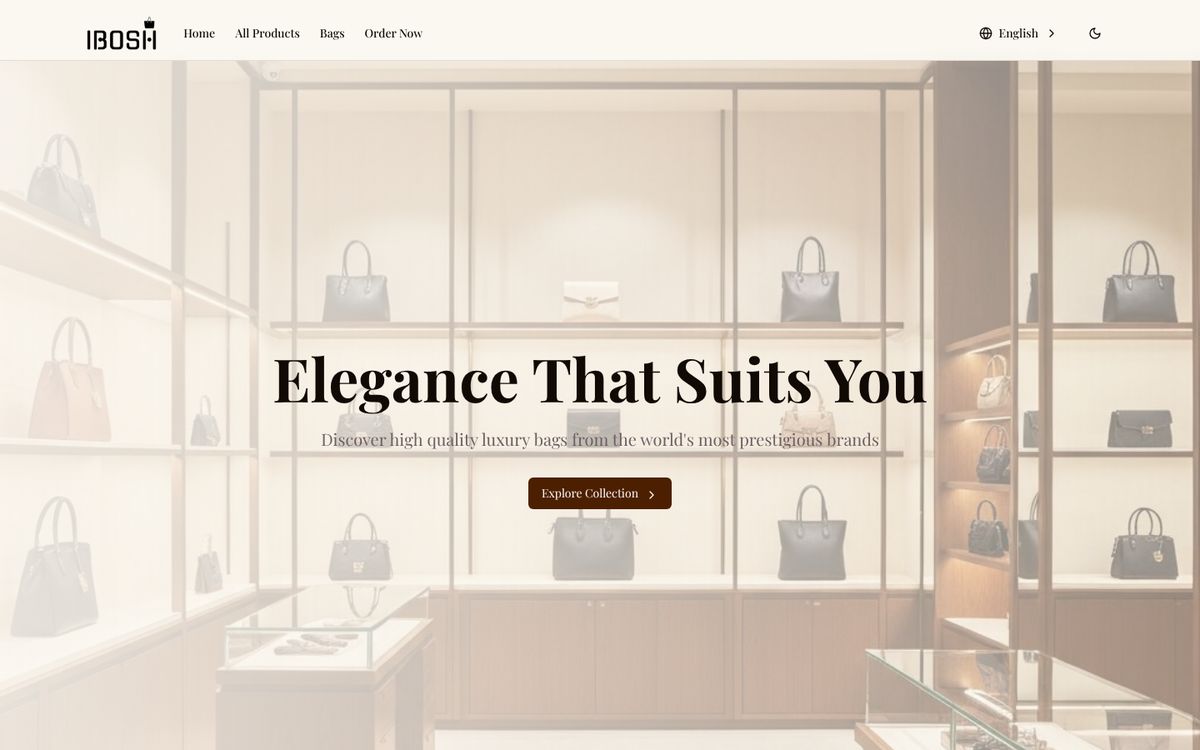 IBOSH
Home
All Products
Bags
Order Now
English
Elegance That Suits You
Discover high quality luxury bags from the world's most prestigious brands
Explore Collection